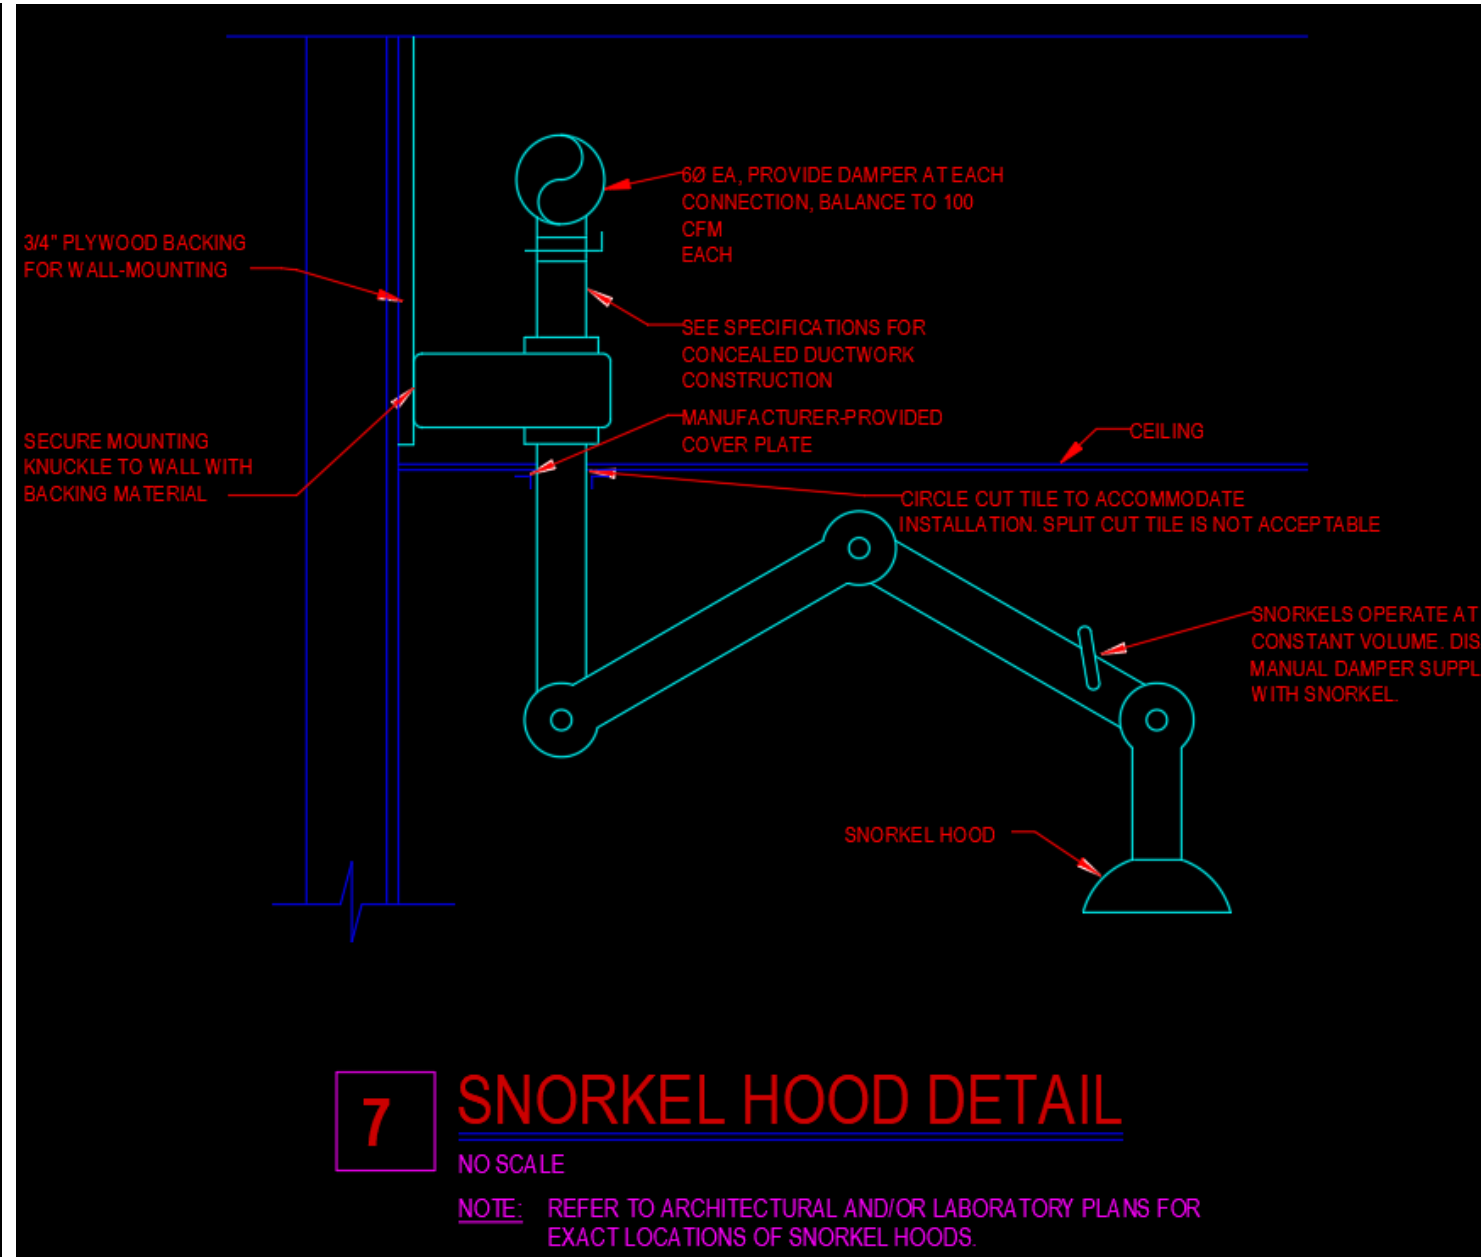 6Ø EA, PROVIDE DAMPER AT EACH
CONNECTION, BALANCE TO 100
CFM
EACH
3/4" PLYWOOD BACKING
FOR WALL-MOUNTING
SEE SPECIFICATIONS FOR
CONCEALED DUCTWORK
CONSTRUCTION
MANUFACTURER-PROVIDED
COVER PLATE
CEILING
SECURE MOUNTING
KNUCKLE TO WALL WITH
BACKING MATERIAL
CIRCLE CUT TILE TO ACCOMMODATE
INSTALLATION. SPLIT CUT TILE IS NOT ACCEPTABLE
SNORKELS OPERATE AT
CONSTANT VOLUME.
MANUAL DAMPER
WITH SNORKEL.
SNORKEL HOOD
7
SNORKEL HOOD DETAIL
NO SCALE
NOTE: REFER TO ARCHITECTURAL AND/OR LABORATORY PLANS FOR
EXACT LOCATIONS OF SNORKEL HOODS.